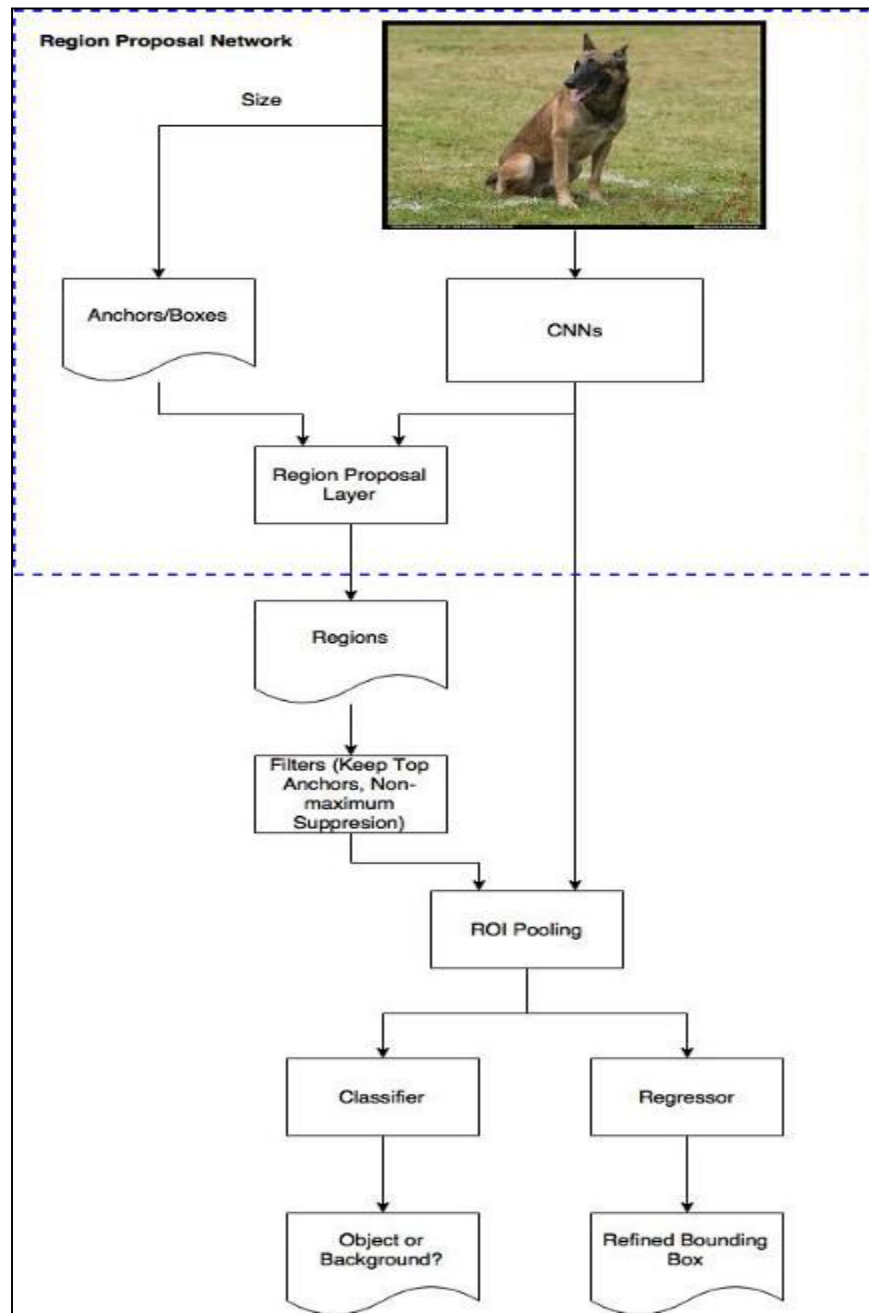 Region Proposal Network
Size
Anchors/Boxes
CNNs
Region Proposal
Layer
Regions
Filters (Keep Top
Anchors, Non-
maximum
Suppresion)
ROI Pooling
Classifier
Regressor
Object or
Background?
Refined Bounding
Box